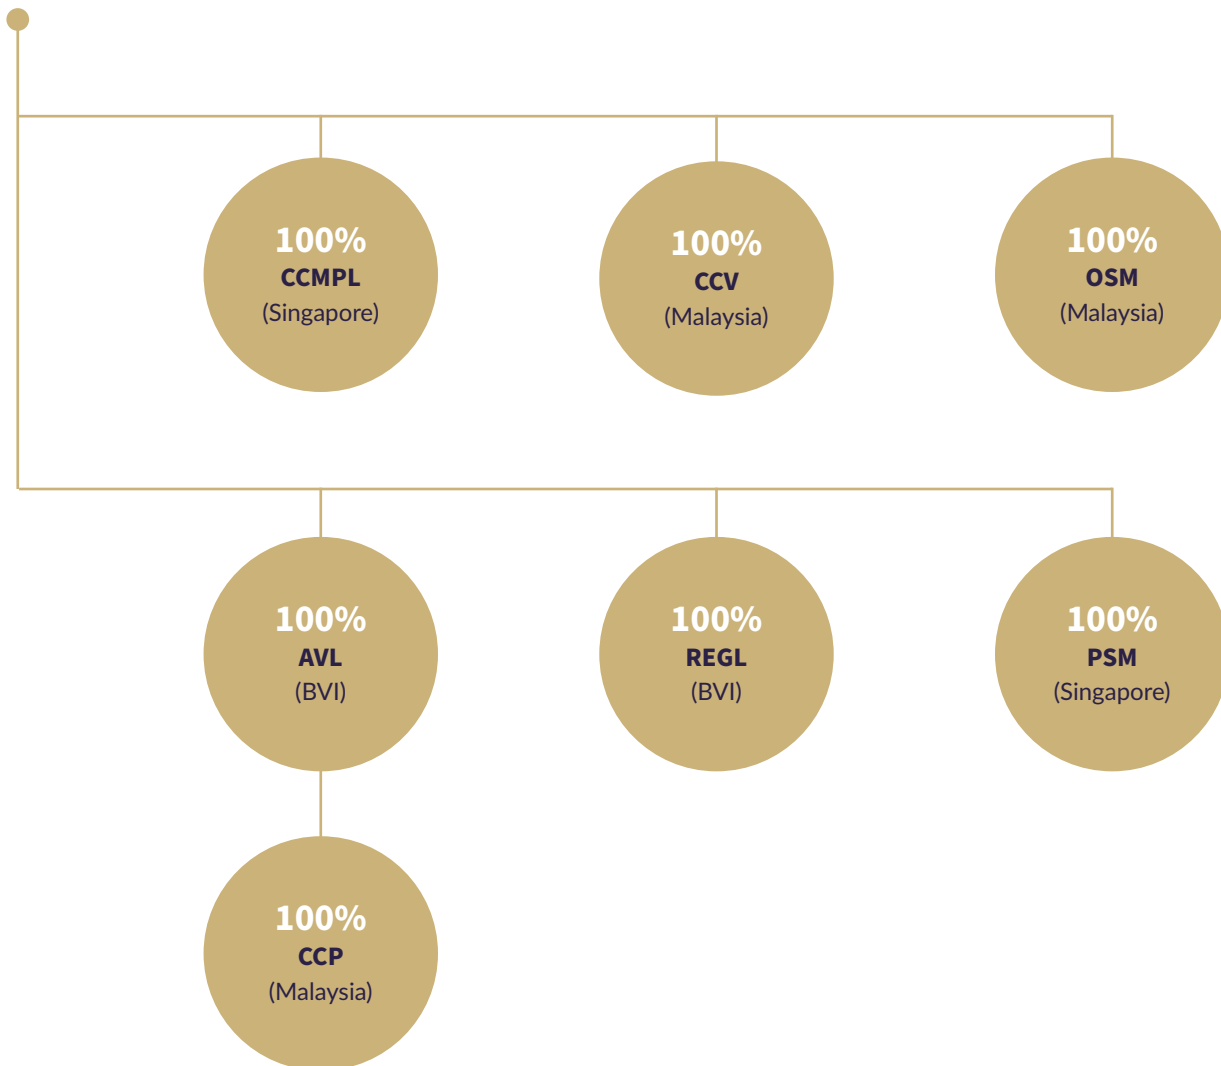 100%
CCMPL
(Singapore)
100%
CCV
(Malaysia)
100%
OSM
(Malaysia)
100%
AVL
(BVI)
100%
REGL
(BVI)
100%
PSM
(Singapore)
100%
CCP
(Malaysia)